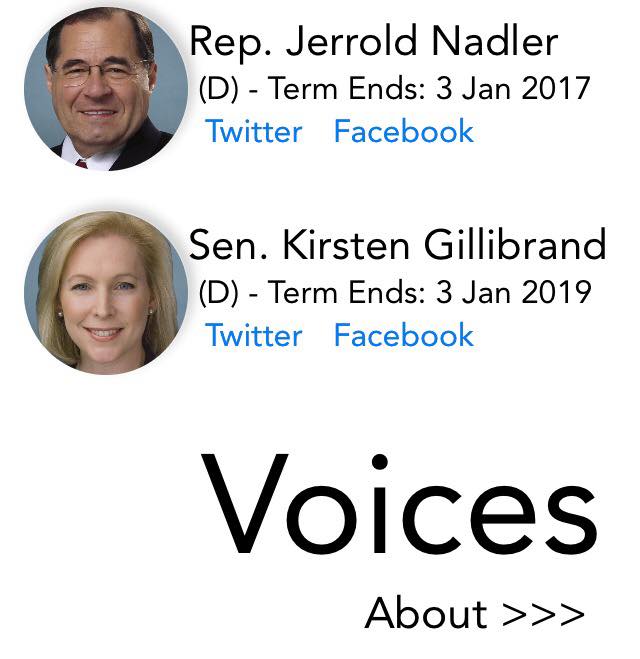 Rep. Jerrold Nadler
(D) - Term Ends: 3 Jan 2017
Twitter Facebook
Sen. Kirsten Gillibrand
(D) - Term Ends: 3 Jan 2019
Twitter Facebook
Voices
About >>>